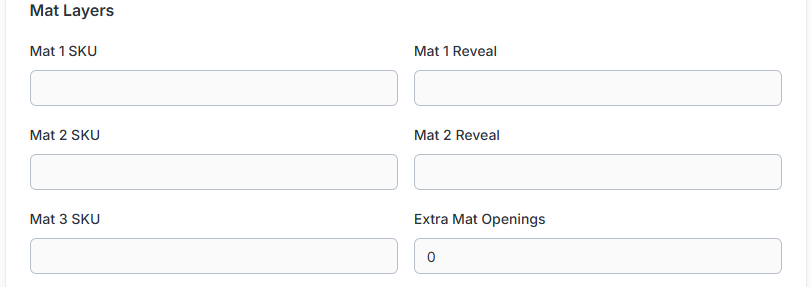 Mat Layers
Mat 1 SKU
Mat 1 Reveal
Mat 2 SKU
Mat 2 Reveal
Mat 3 SKU
Extra Mat Openings
0